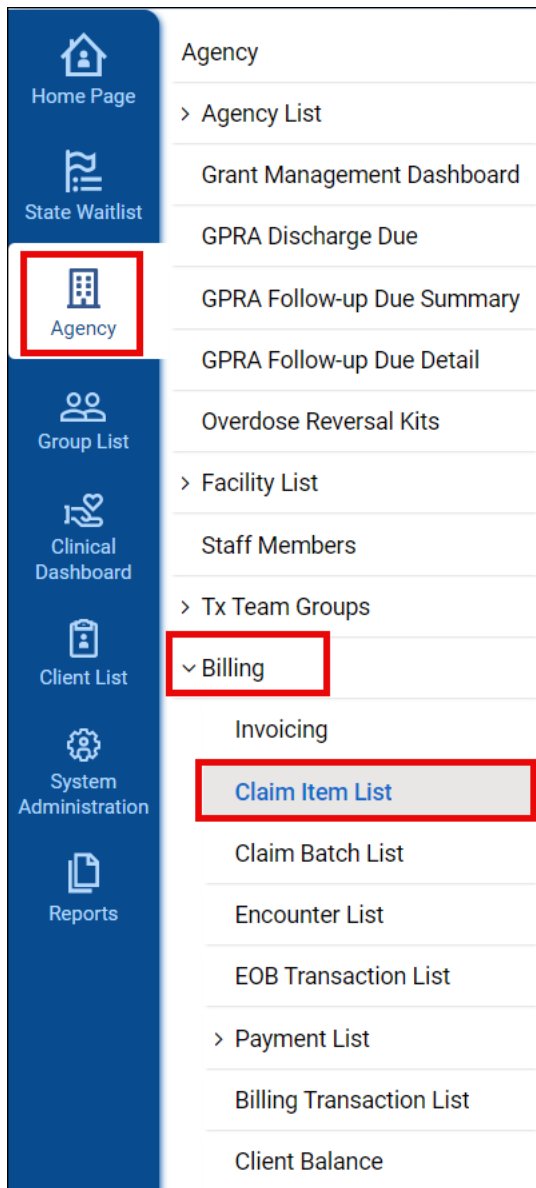 Home Page
State Waitlist
Agency
Group List
Clinical
Dashboard
Client List
System
Administration
Reports
Agency
> Agency List
Grant Management Dashboard
GPRA Discharge Due
GPRA Follow-up Due Summary
GPRA Follow-up Due Detail
Overdose Reversal Kits
> Facility List
Staff Members
> Tx Team Groups
Billing
Invoicing
Claim Item List
Claim Batch List
Encounter List
EOB Transaction List
> Payment List
Billing Transaction List
Client Balance